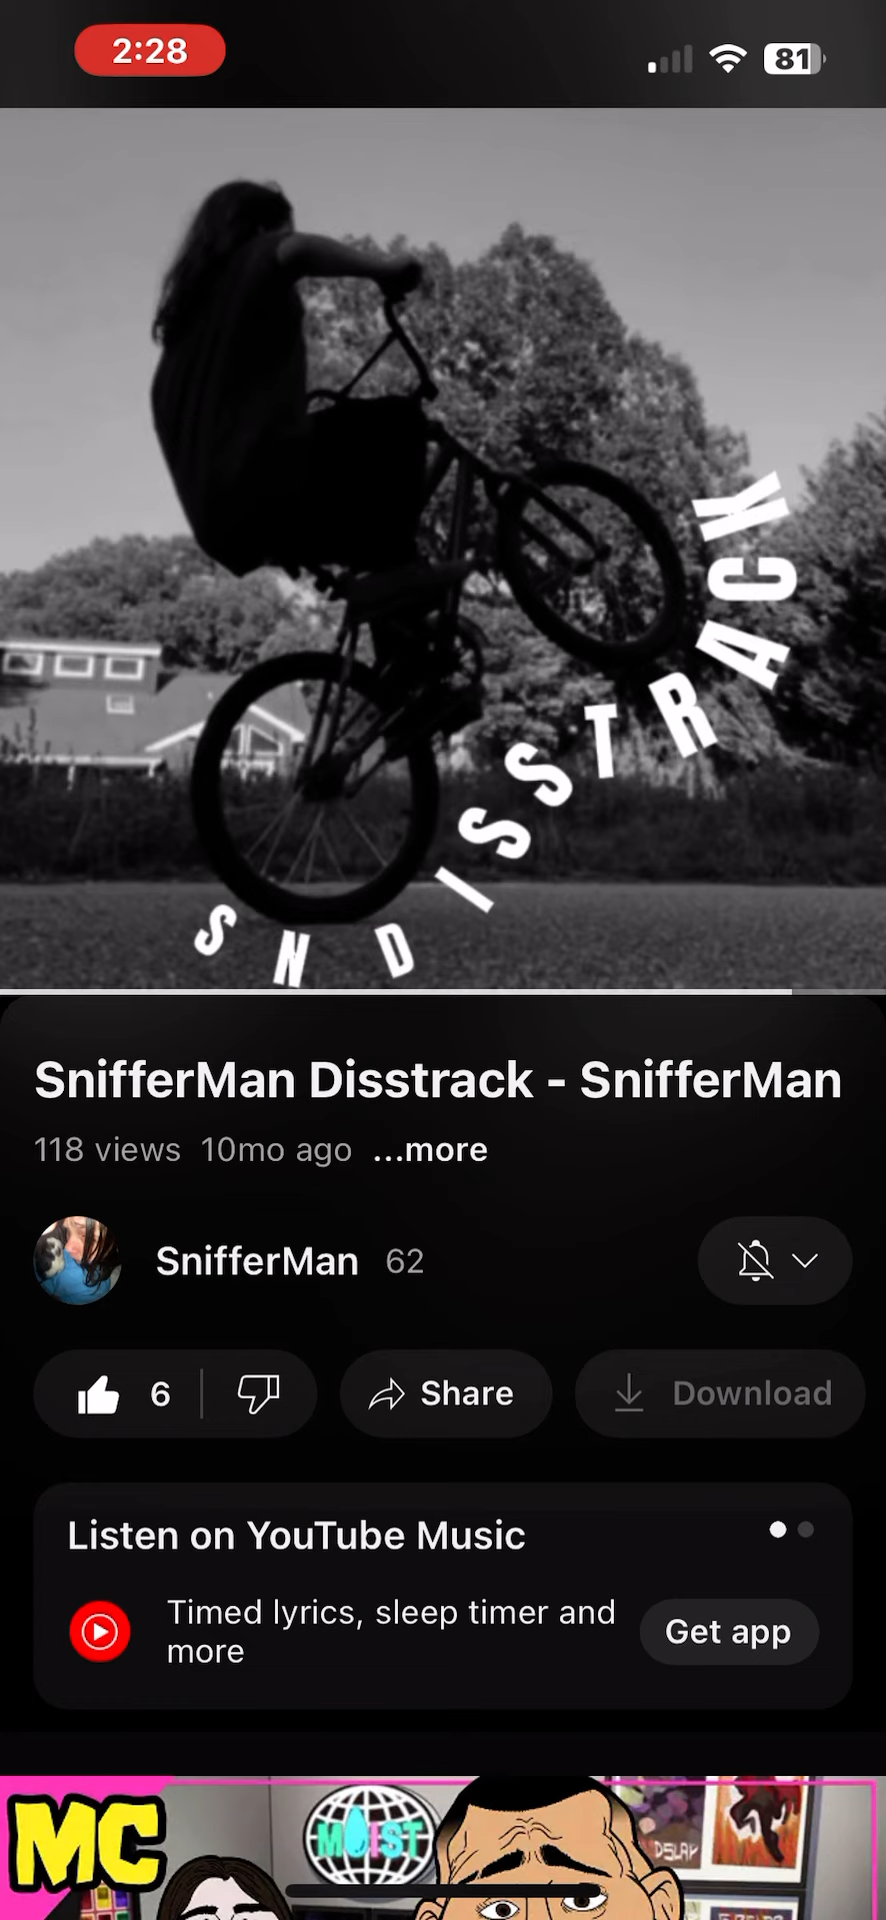 2:28
81
SN DISSTRACK
SnifferMan Disstrack - SnifferMan
118 views 10mo ago ...more
SnifferMan 62
6 Share Download
Listen on YouTube Music
Timed lyrics, sleep timer and
more
Get app
MC
MOIST